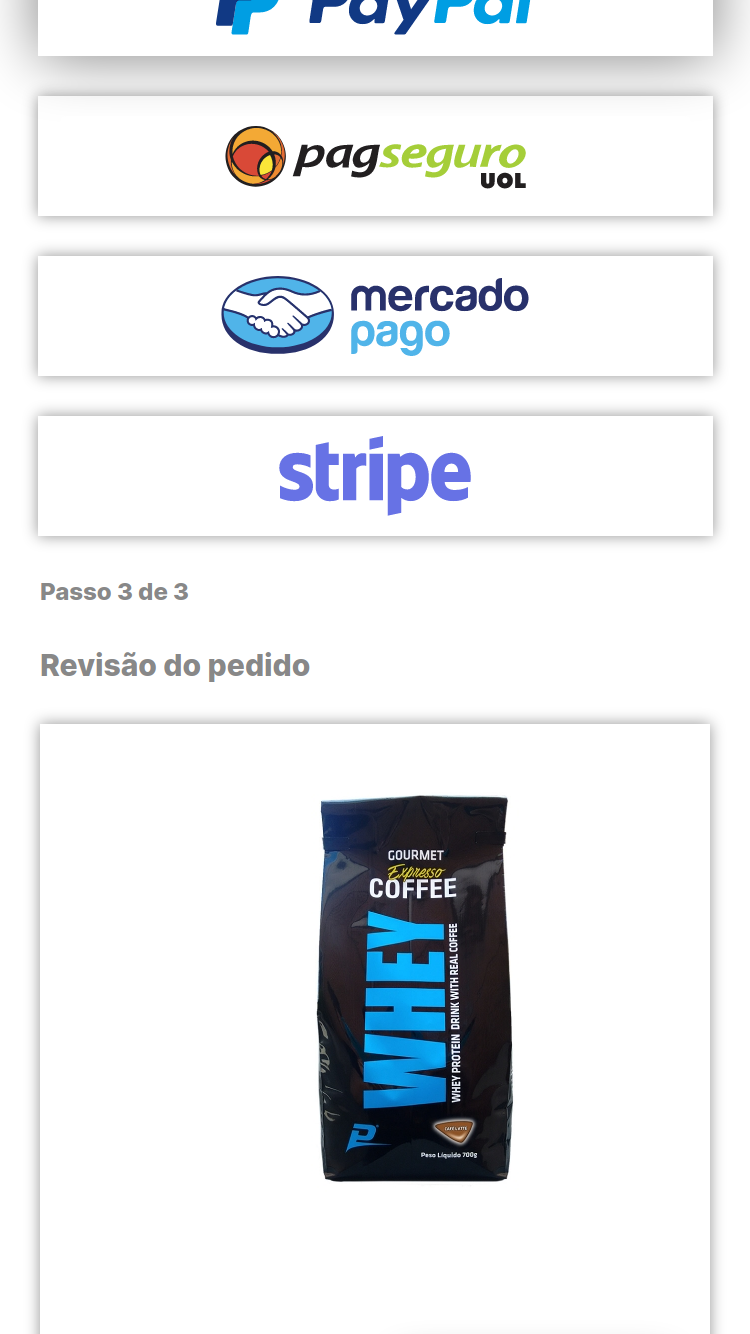 PayPal
pagseguro
UOL
mercado
pago
stripe
Passo 3 de 3
Revisão do pedido
GOURMET
Expresso
COFFEE
WHEY
WHEY PROTEIN DRINK WITH REAL COFFEE
CAFÉ LATTE
Peso Líquido 700g